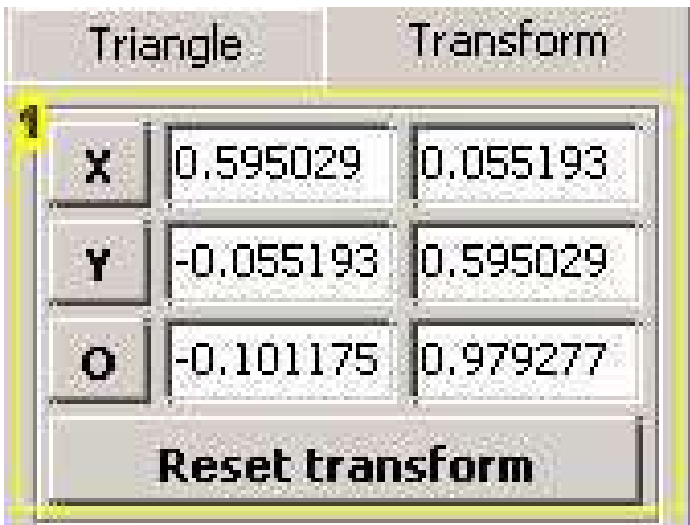 Triangle Transform
1
X 0.595029 0.055193
Y -0.055193 0.595029
O -0.101175 0.979277
Reset transform